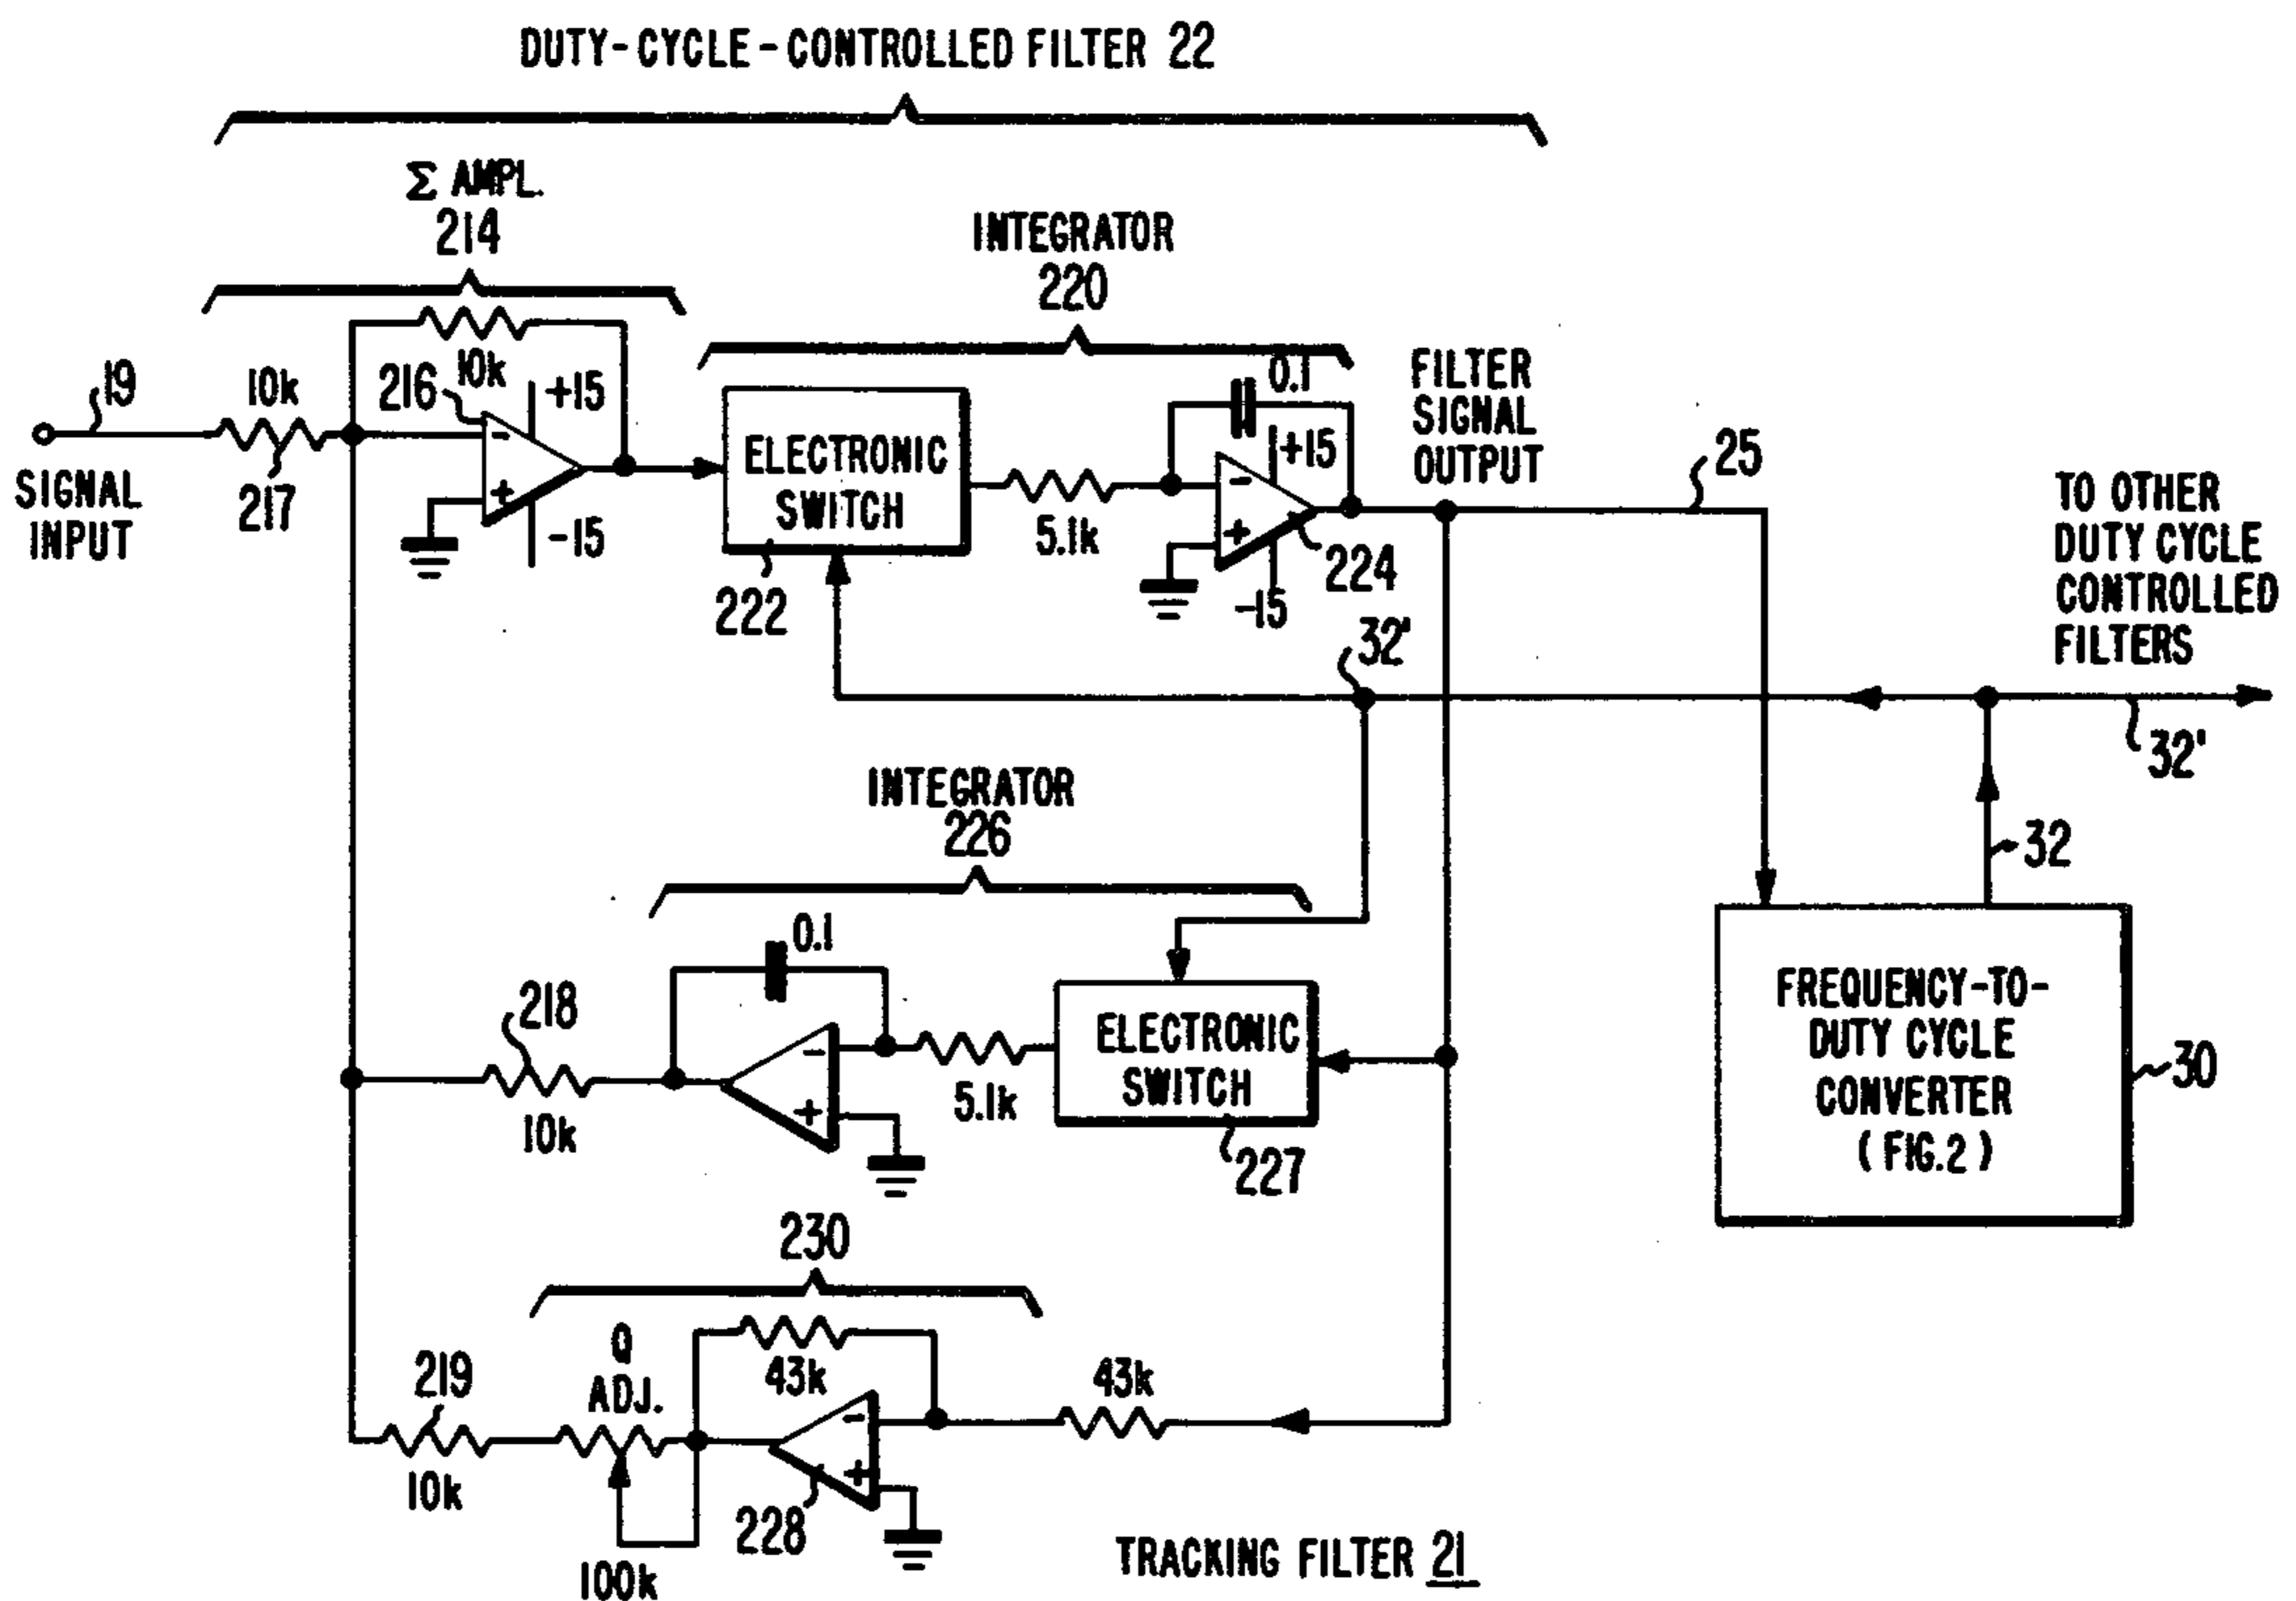 DUTY-CYCLE-CONTROLLED FILTER 22
Σ AMPL.
214
INTEGRATOR
220
19
10k
216
10k
+15
-
+
-15
SIGNAL
INPUT
217
ELECTRONIC
SWITCH
222
5.1k
0.1
+15
-
+
-15
224
FILTER
SIGNAL
OUTPUT
25
TO OTHER
DUTY CYCLE
CONTROLLED
FILTERS
32'
32'
32
INTEGRATOR
226
0.1
218
10k
-
+
5.1k
ELECTRONIC
SWITCH
227
FREQUENCY-TO-
DUTY CYCLE
CONVERTER
(FIG.2)
30
230
43k
43k
219
10k
Q
ADJ.
100k
-
+
228
TRACKING FILTER 21